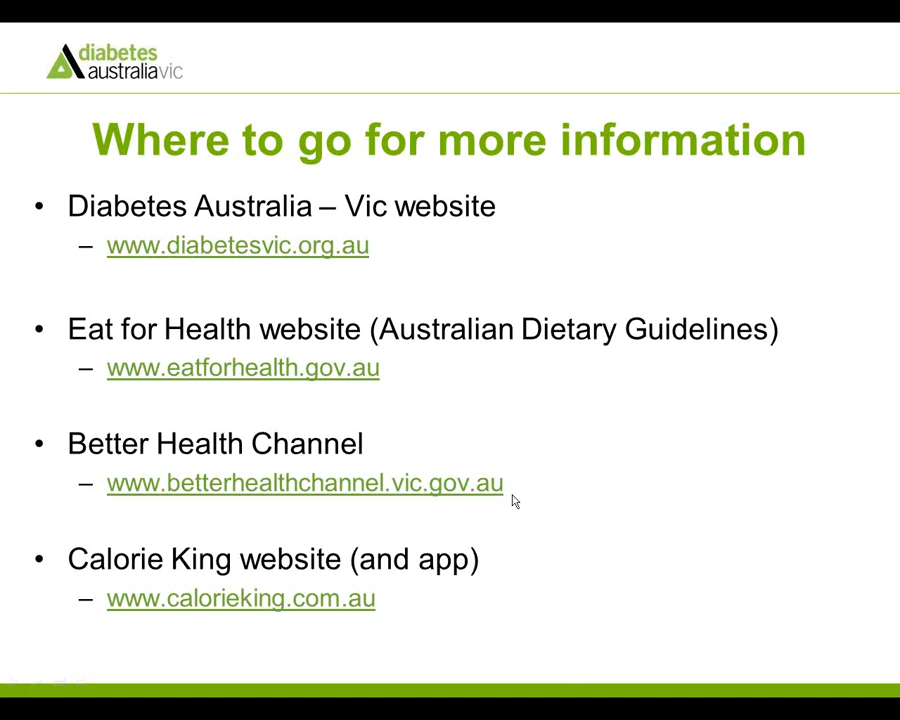 diabetes
australiavic
Where to go for more information
• Diabetes Australia – Vic website
– www.diabetesvic.org.au
• Eat for Health website (Australian Dietary Guidelines)
– www.eatforhealth.gov.au
• Better Health Channel
– www.betterhealthchannel.vic.gov.au
• Calorie King website (and app)
– www.calorieking.com.au